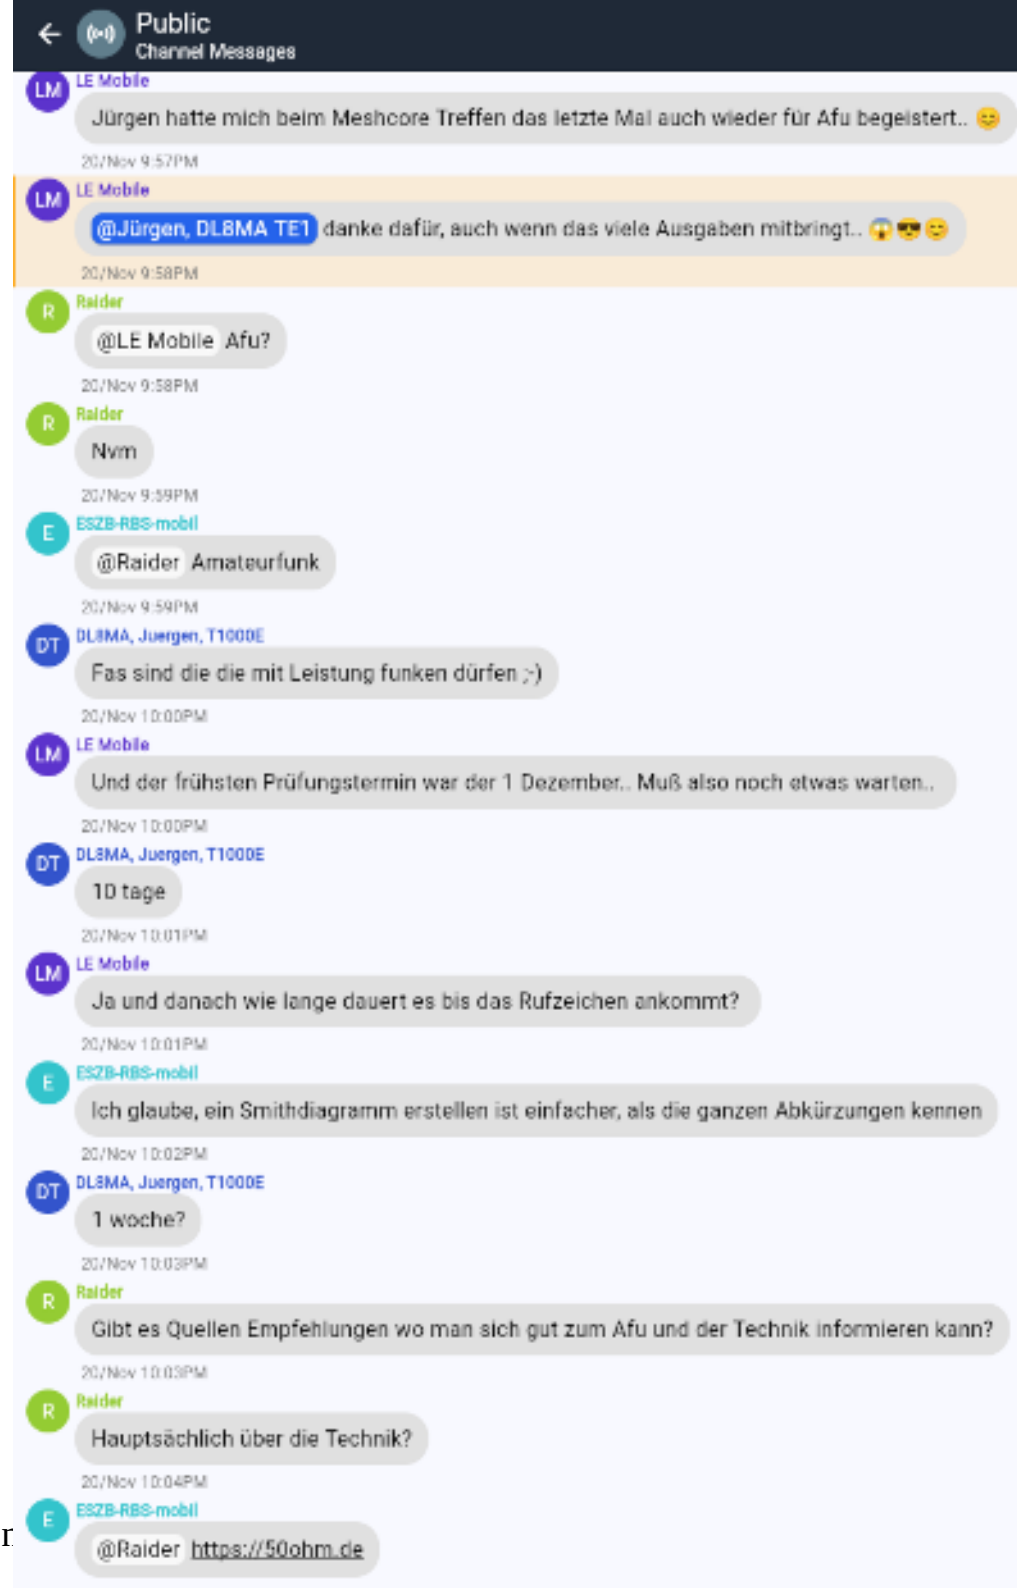 Public
Channel Messages
LE Mobile
Jürgen hatte mich beim Meshcore Treffen das letzte Mal auch wieder für Afu begeistert.. 😊
20/Nov 9:57PM
LE Mobile
@Jürgen, DL8MA TE1 danke dafür, auch wenn das viele Ausgaben mitbringt.. 😱😎😊
20/Nov 9:58PM
Raider
@LE Mobile Afu?
20/Nov 9:58PM
Raider
Nvm
20/Nov 9:59PM
ESZB-RBS-mobil
@Raider Amateurfunk
20/Nov 9:59PM
DL8MA, Juergen, T1000E
Fas sind die die mit Leistung funken dürfen ;-)
20/Nov 10:00PM
LE Mobile
Und der frühsten Prüfungstermin war der 1 Dezember.. Muß also noch etwas warten..
20/Nov 10:00PM
DL8MA, Juergen, T1000E
10 tage
20/Nov 10:01PM
LE Mobile
Ja und danach wie lange dauert es bis das Rufzeichen ankommt?
20/Nov 10:01PM
ESZB-RBS-mobil
Ich glaube, ein Smithdiagramm erstellen ist einfacher, als die ganzen Abkürzungen kennen
20/Nov 10:02PM
DL8MA, Juergen, T1000E
1 woche?
20/Nov 10:03PM
Raider
Gibt es Quellen Empfehlungen wo man sich gut zum Afu und der Technik informieren kann?
20/Nov 10:03PM
Raider
Hauptsächlich über die Technik?
20/Nov 10:04PM
ESZB-RBS-mobil
@Raider https://50ohm.de